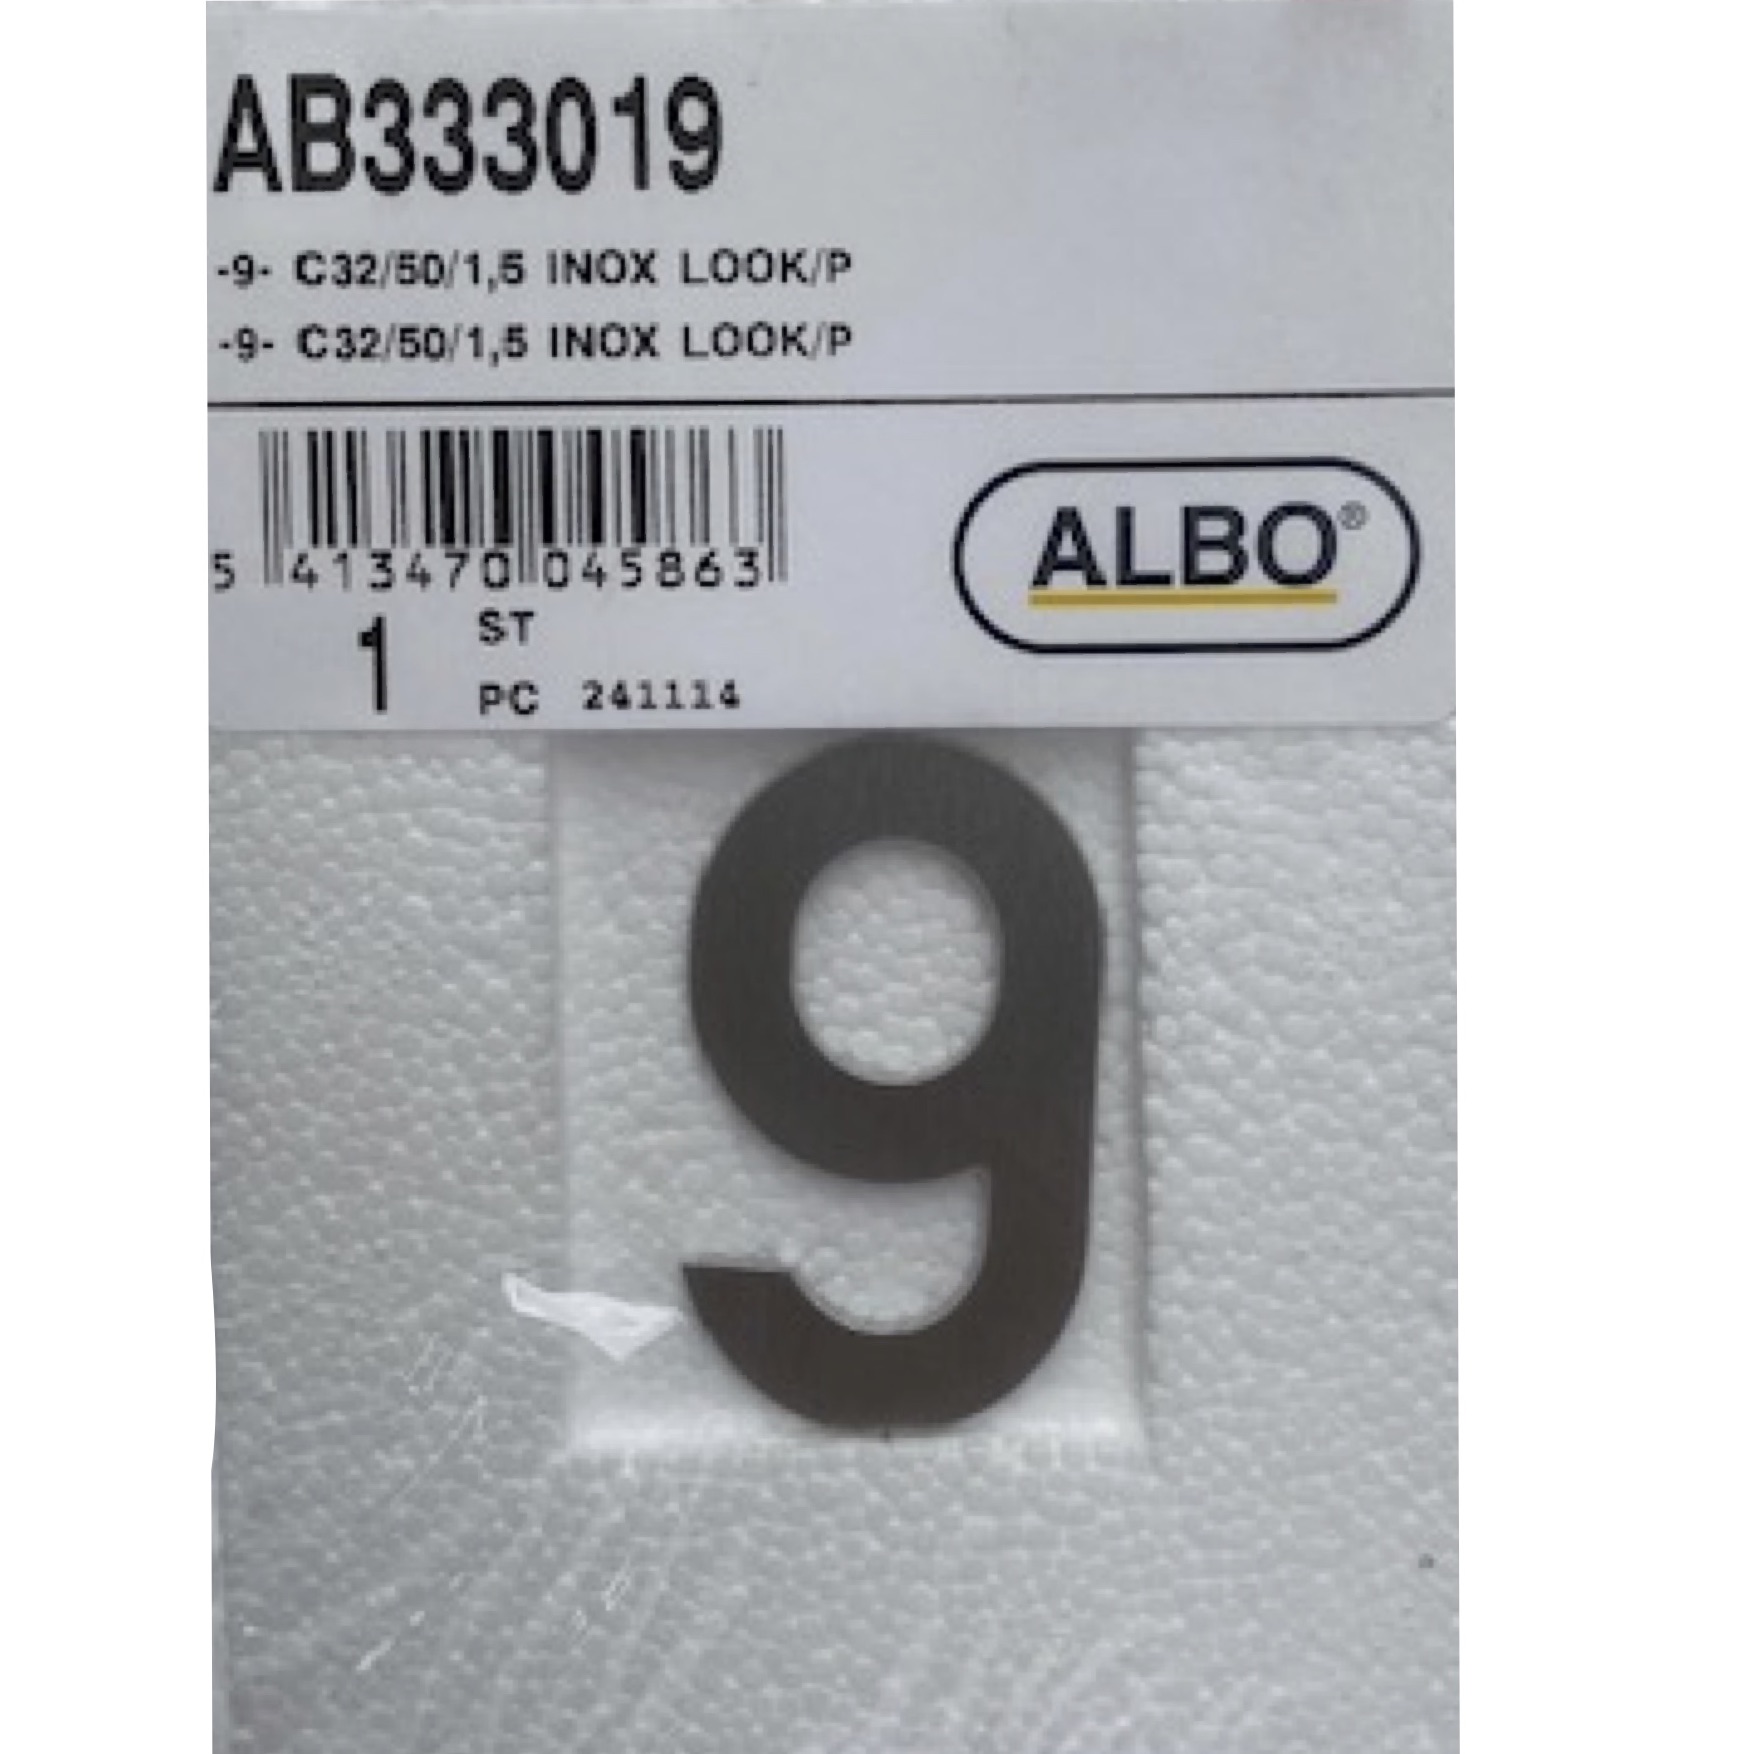 AB333019
-9- C32/50/1,5 INOX LOOK/P
-9- C32/50/1,5 INOX LOOK/P
5 413470 045863
ALBO®
1 ST
PC 241114
9